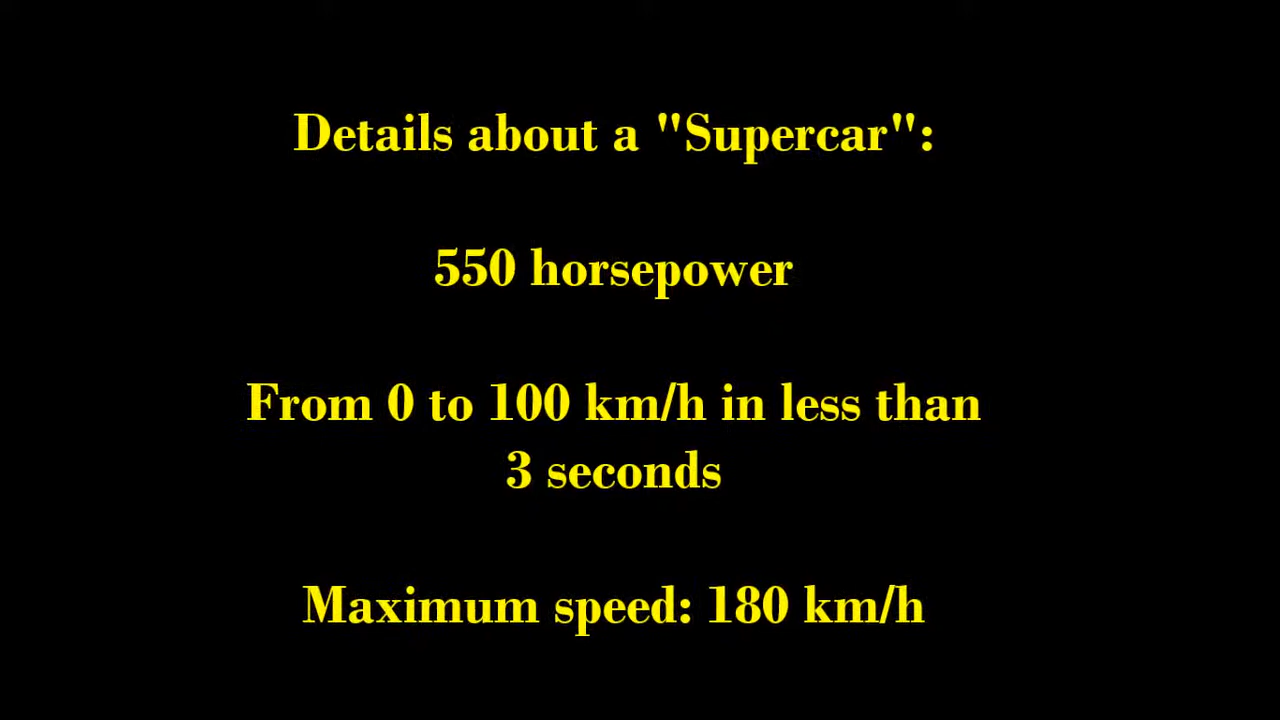 Details about a "Supercar":
550 horsepower
From 0 to 100 km/h in less than
3 seconds
Maximum speed: 180 km/h